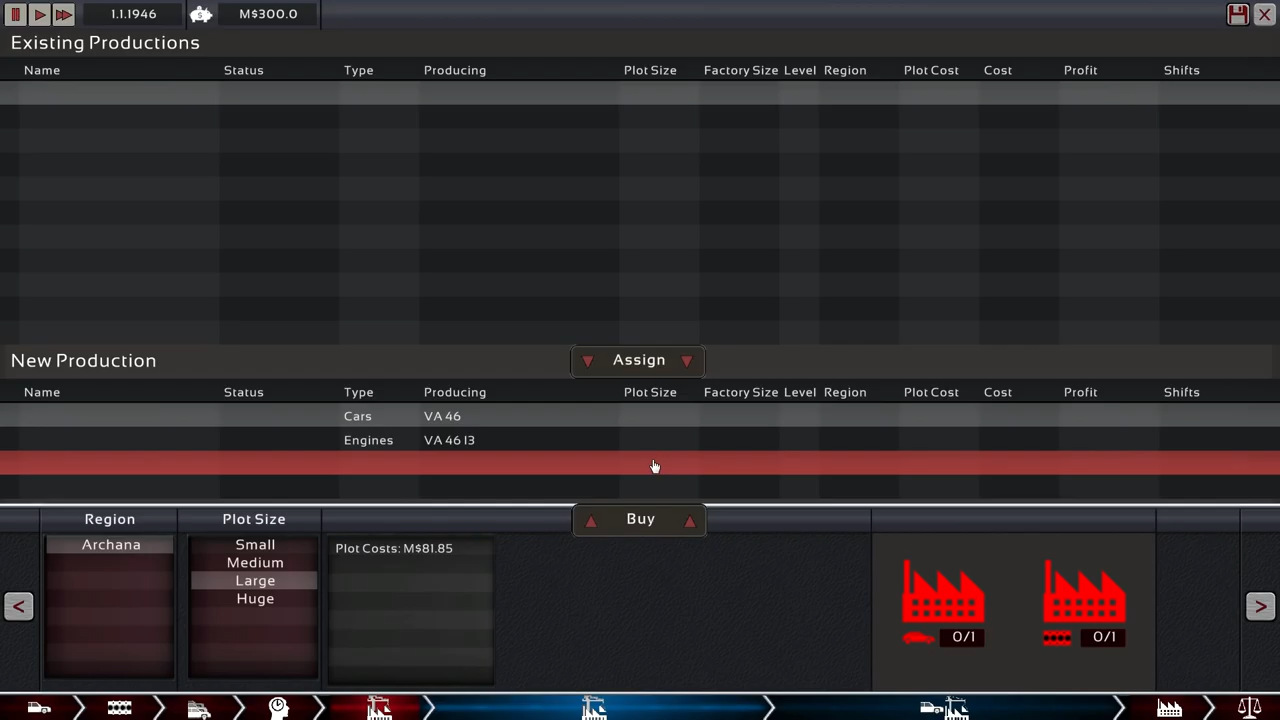 1.1.1946 M$300.0
Existing Productions
Name Status Type Producing Plot Size Factory Size Level Region Plot Cost Cost Profit Shifts
New Production
Assign
Name Status Type Producing Plot Size Factory Size Level Region Plot Cost Cost Profit Shifts
Cars VA 46
Engines VA 46 I3
Region Plot Size Buy
Archana Small Plot Costs: M$81.85
Medium
Large
Huge
< >
0/1 0/1